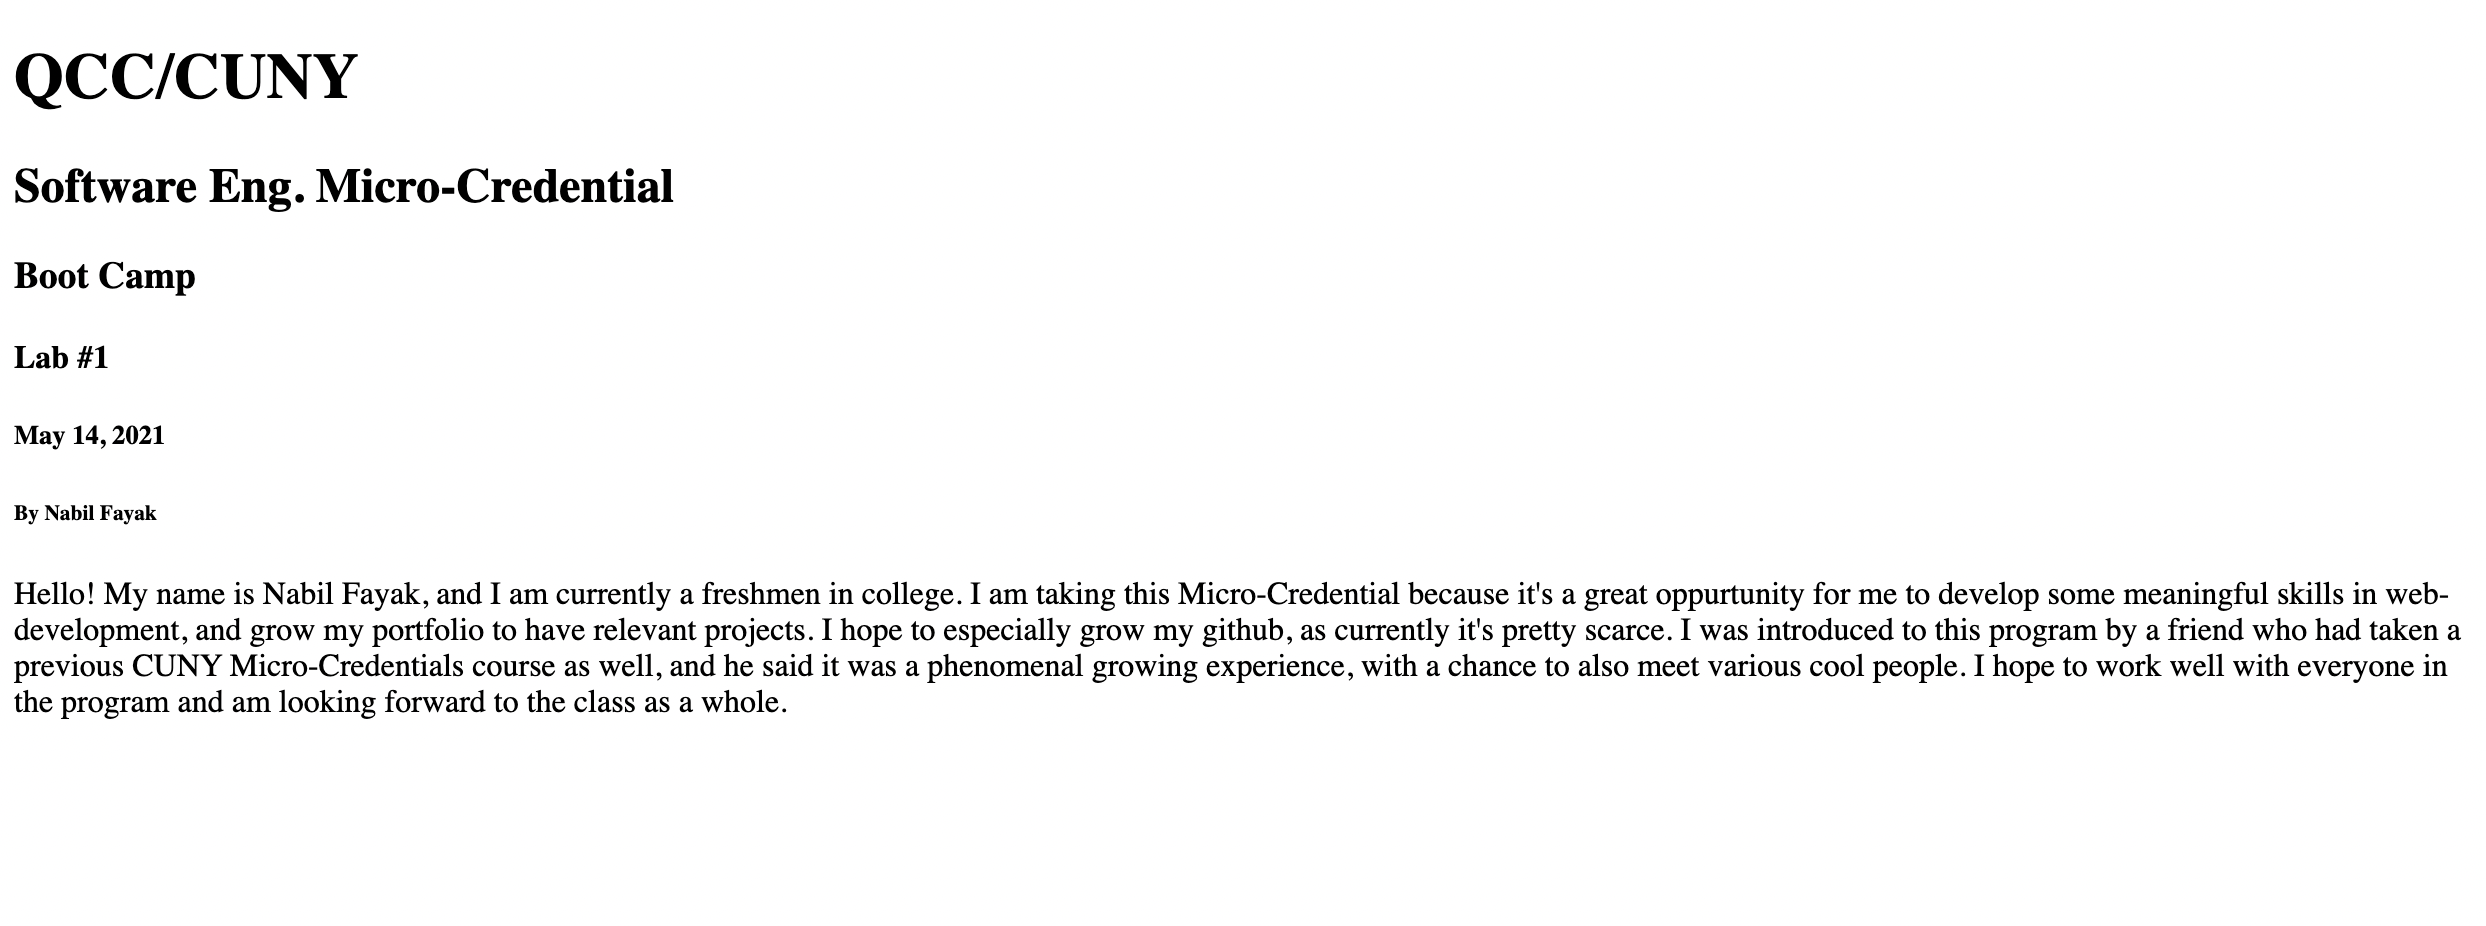 QCC/CUNY
Software Eng. Micro-Credential
Boot Camp
Lab #1
May 14, 2021
By Nabil Fayak
Hello! My name is Nabil Fayak, and I am currently a freshmen in college. I am taking this Micro-Credential because it's a great oppurtunity for me to develop some meaningful skills in web-
development, and grow my portfolio to have relevant projects. I hope to especially grow my github, as currently it's pretty scarce. I was introduced to this program by a friend who had taken a
previous CUNY Micro-Credentials course as well, and he said it was a phenomenal growing experience, with a chance to also meet various cool people. I hope to work well with everyone in
the program and am looking forward to the class as a whole.